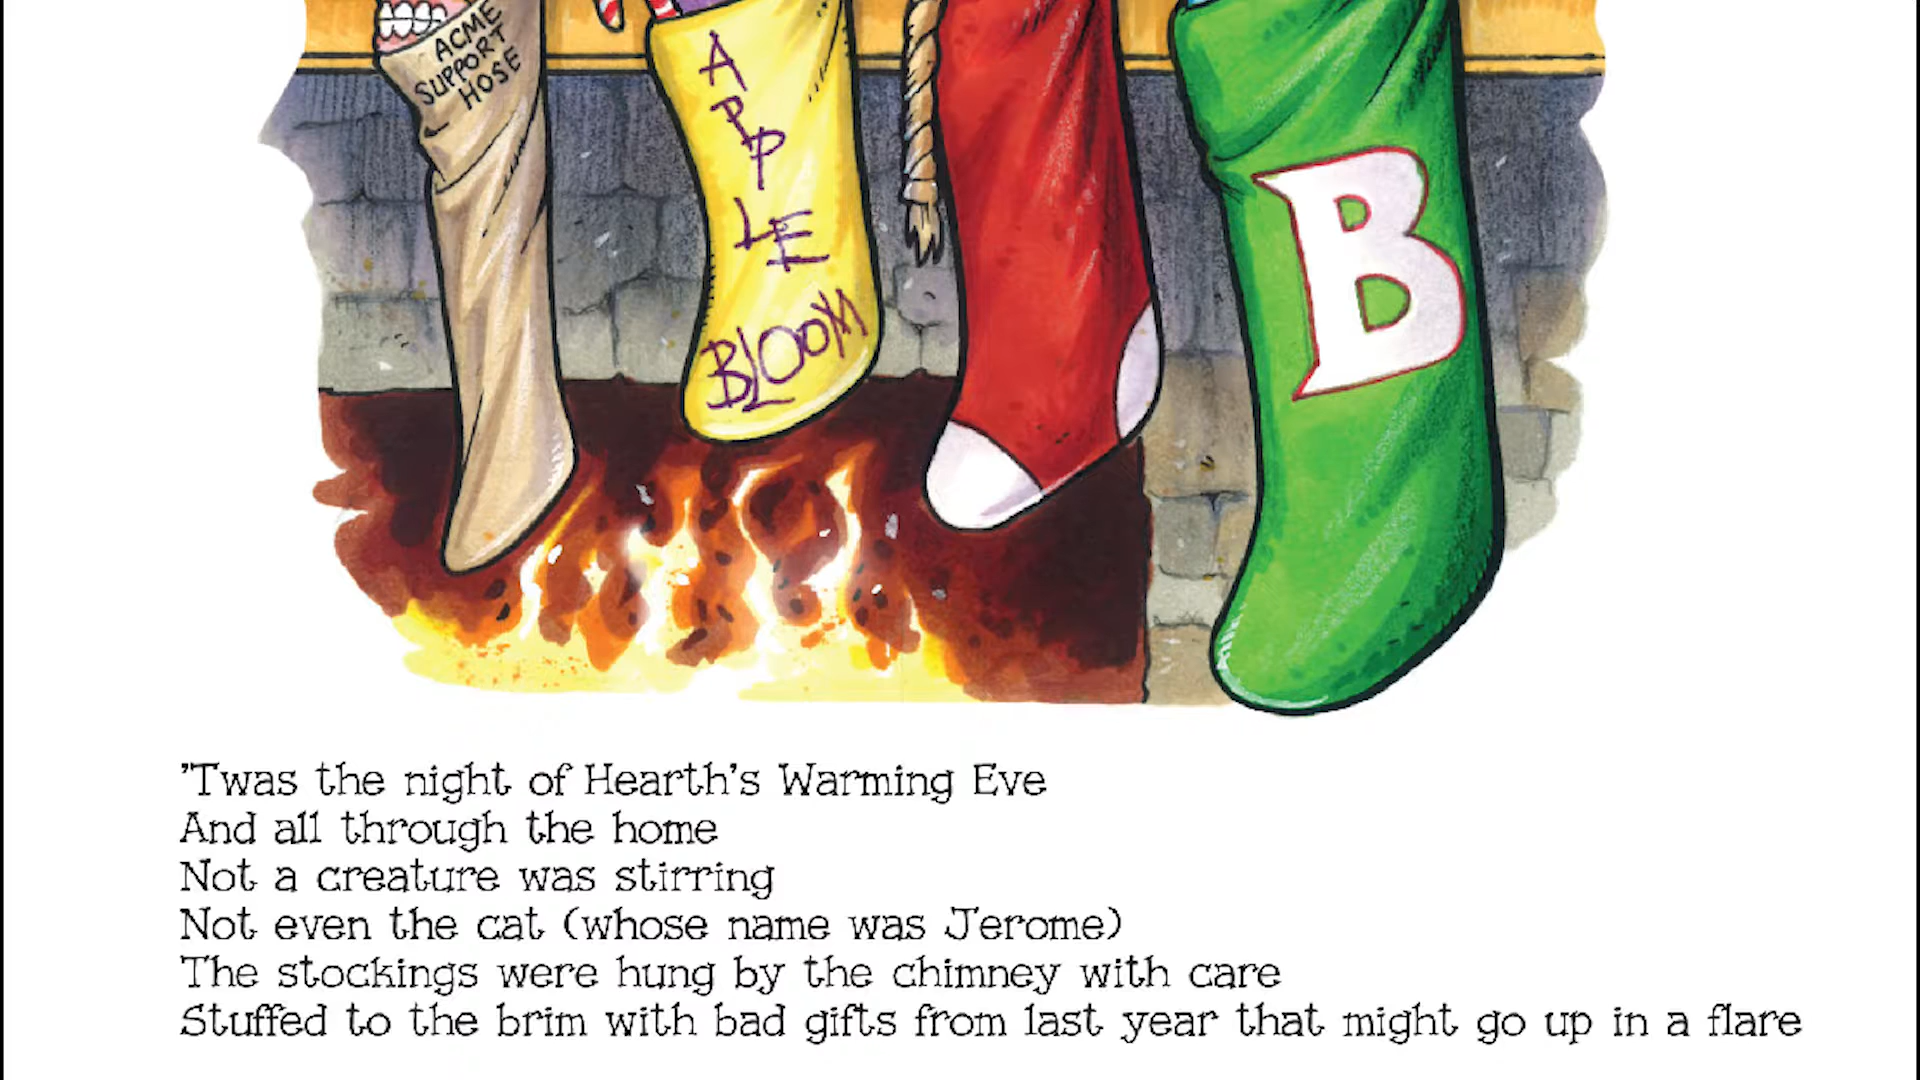 ACME
SUPPORT
HOSE
APPLE
BLOOM
B
'Twas the night of Hearth's Warming Eve
And all through the home
Not a creature was stirring
Not even the cat (whose name was Jerome)
The stockings were hung by the chimney with care
Stuffed to the brim with bad gifts from last year that might go up in a flare